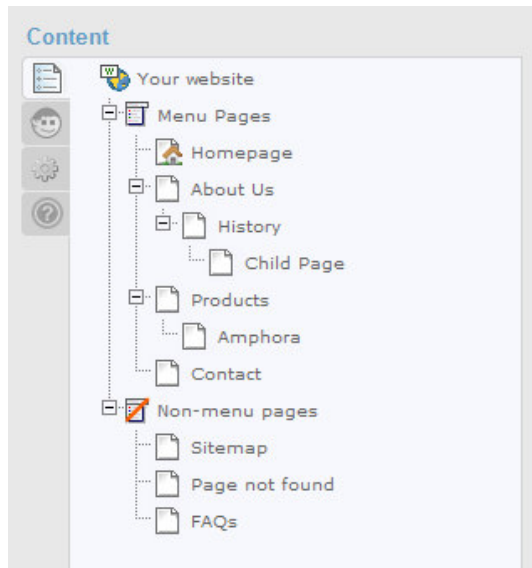 Content
Your website
Menu Pages
Homepage
About Us
History
Child Page
Products
Amphora
Contact
Non-menu pages
Sitemap
Page not found
FAQs